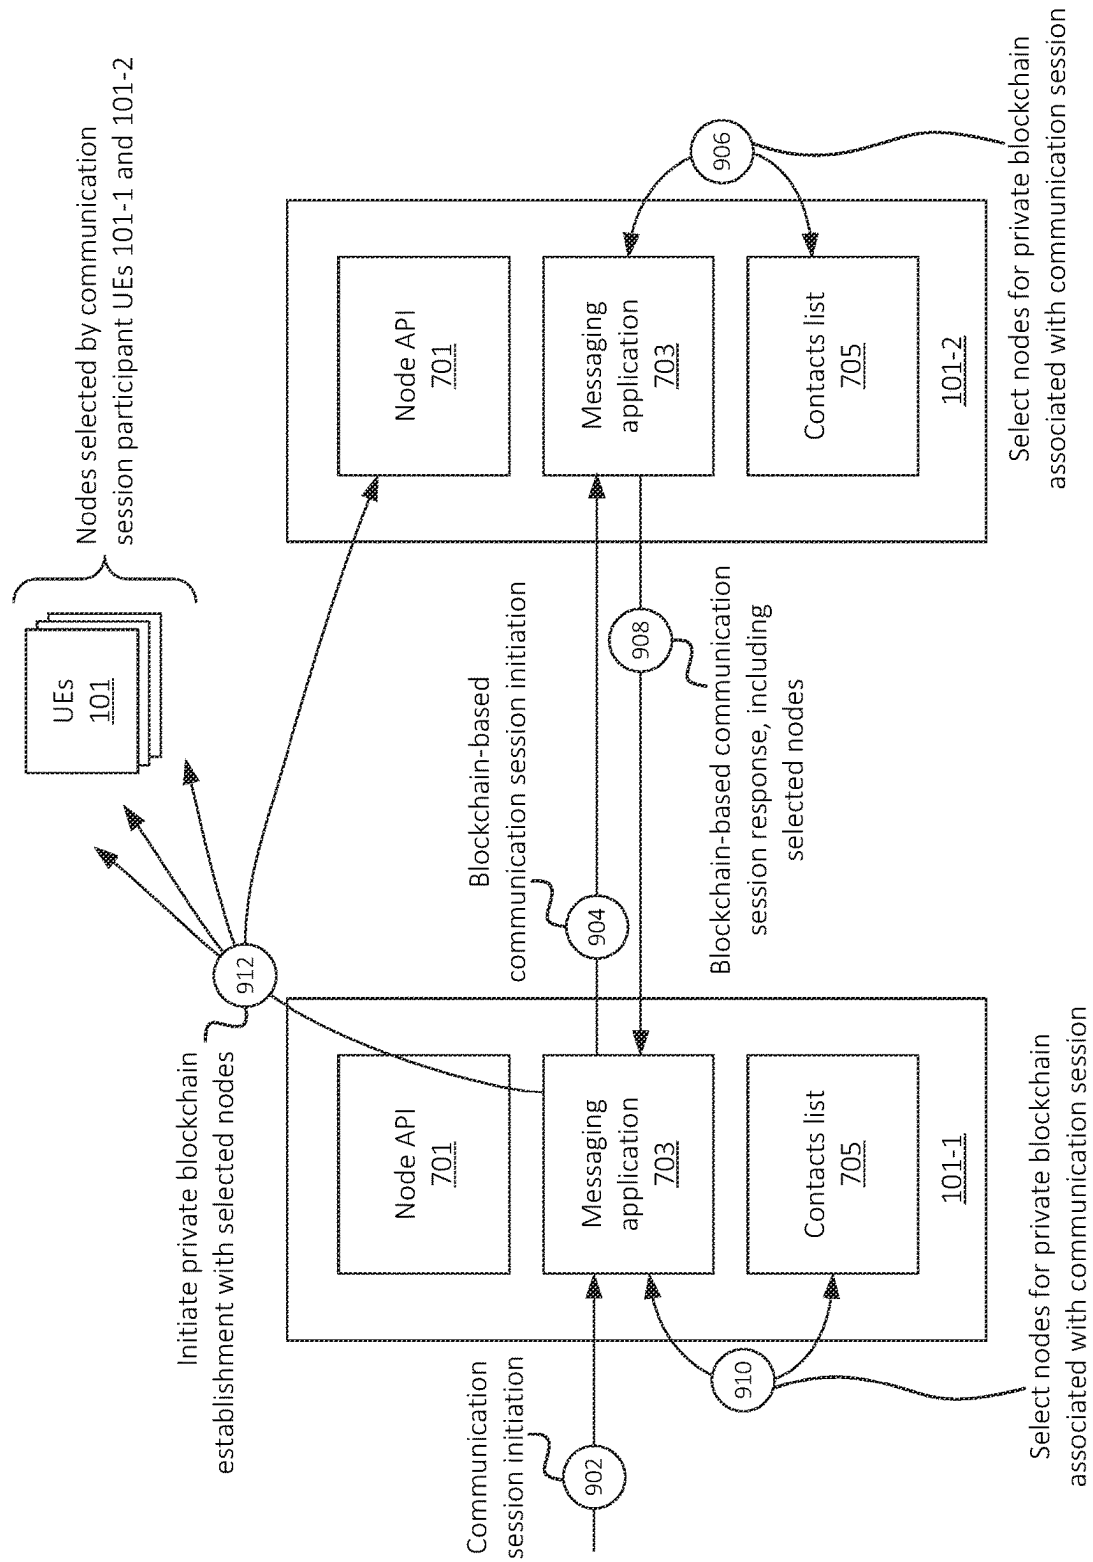 Communication
session initiation
902
Initiate private blockchain
establishment with selected nodes
912
Node API
701
Messaging
application
703
Contacts list
705
101-1
910
Select nodes for private blockchain
associated with communication session
Blockchain-based
communication session initiation
904
908
Blockchain-based communication
session response, including
selected nodes
UEs
101
Nodes selected by communication
session participant UEs 101-1 and 101-2
Node API
701
Messaging
application
703
Contacts list
705
101-2
906
Select nodes for private blockchain
associated with communication session